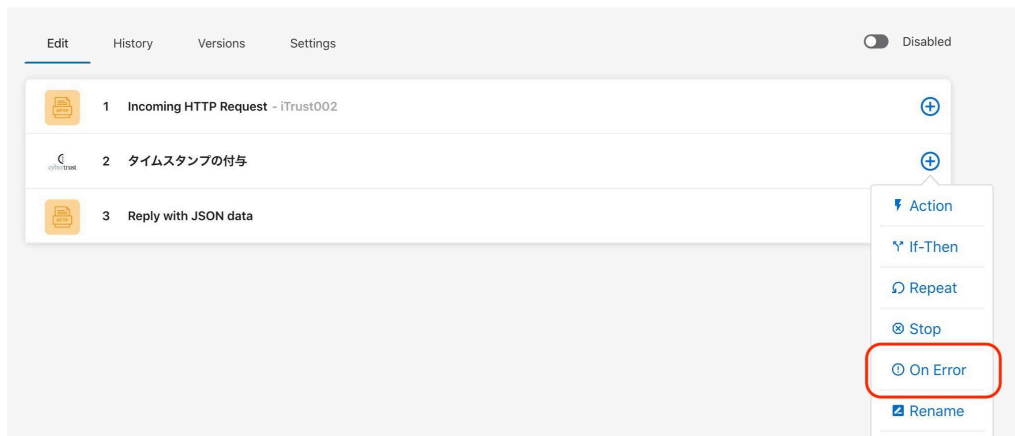 Edit History Versions Settings Disabled
1 Incoming HTTP Request - iTrust002
cybertrust 2 タイムスタンプの付与
3 Reply with JSON data
Action
If-Then
Repeat
Stop
On Error
Rename